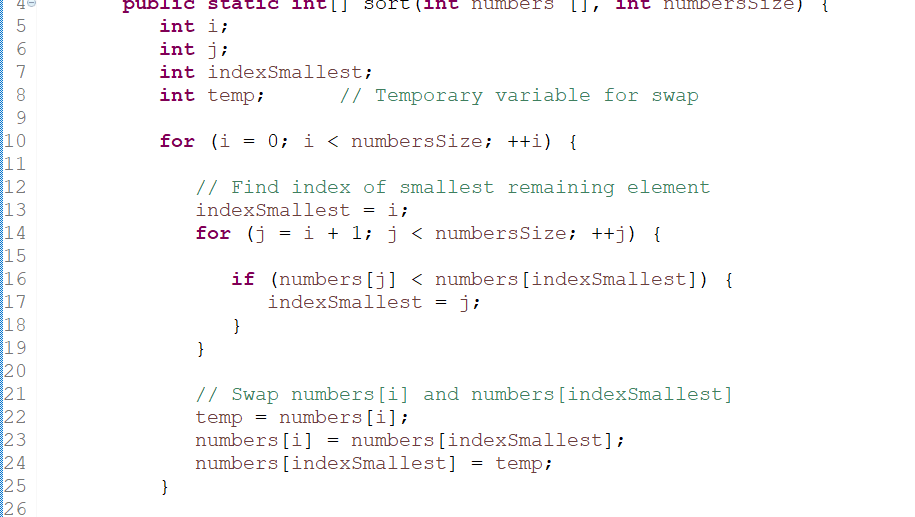 4 public static int[] sort(int numbers [], int numbersSize) {
5 int i;
6 int j;
7 int indexSmallest;
8 int temp; // Temporary variable for swap
9
10 for (i = 0; i < numbersSize; ++i) {
11
12 // Find index of smallest remaining element
13 indexSmallest = i;
14 for (j = i + 1; j < numbersSize; ++j) {
15
16 if (numbers[j] < numbers[indexSmallest]) {
17 indexSmallest = j;
18 }
19 }
20
21 // Swap numbers[i] and numbers[indexSmallest]
22 temp = numbers[i];
23 numbers[i] = numbers[indexSmallest];
24 numbers[indexSmallest] = temp;
25 }
26